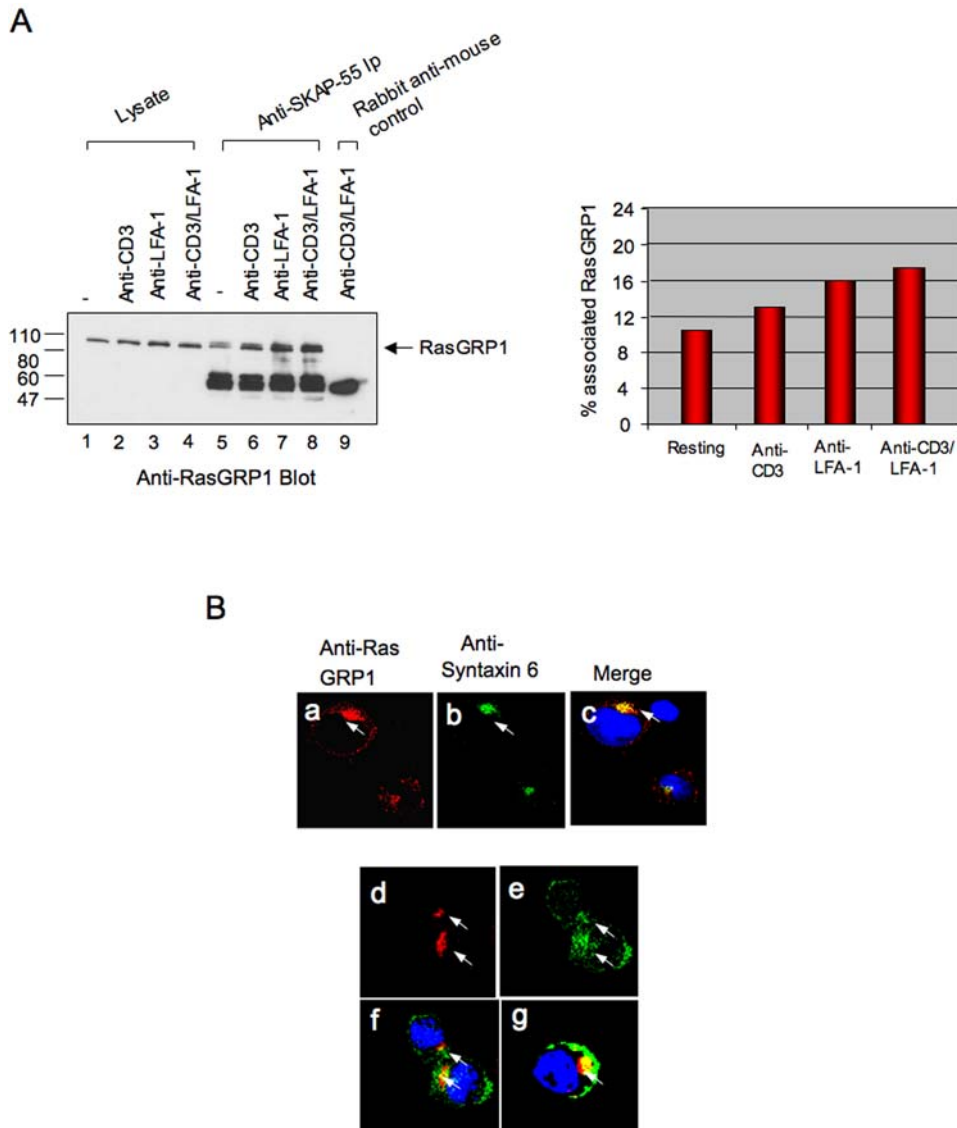 A
Lysate
Anti-SKAP-55 Ip
Rabbit anti-mouse
control
-
Anti-CD3
Anti-LFA-1
Anti-CD3/LFA-1
-
Anti-CD3
Anti-LFA-1
Anti-CD3/LFA-1
Anti-CD3/LFA-1
110
80
60
47
RasGRP1
1 2 3 4 5 6 7 8 9
Anti-RasGRP1 Blot
% associated RasGRP1
24
20
16
12
8
4
0
Resting
Anti-
CD3
Anti-
LFA-1
Anti-CD3/
LFA-1
B
Anti-Ras
GRP1
Anti-
Syntaxin 6
Merge
a
b
c
d
e
f
g